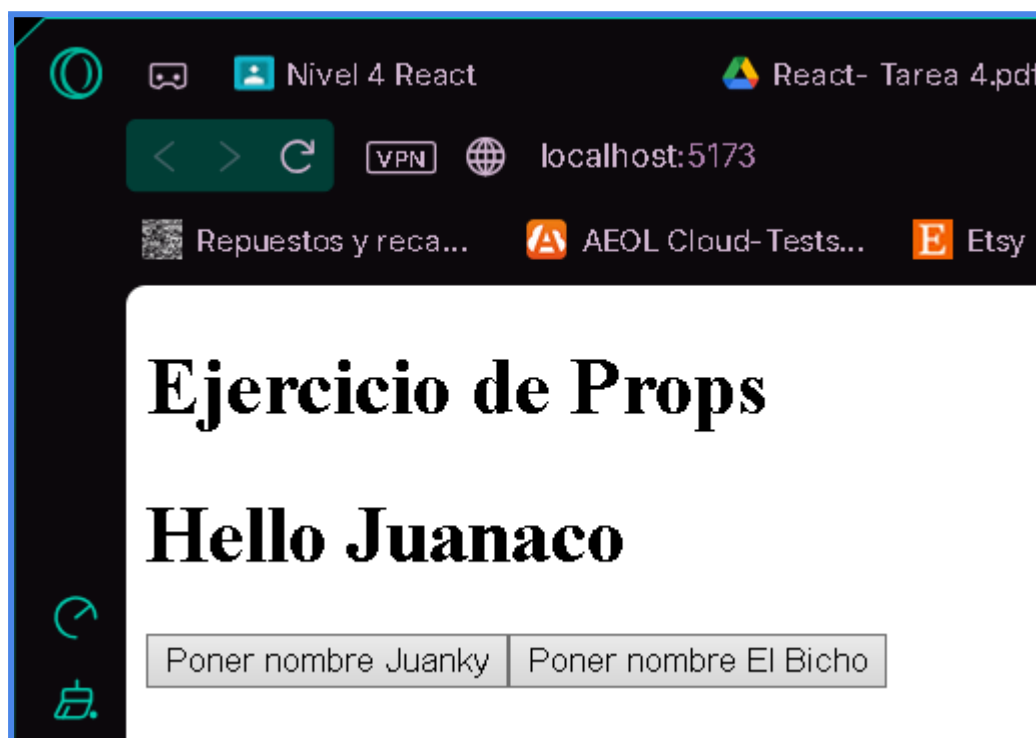 Nivel 4 React
React- Tarea 4.pdf
VPN
localhost:5173
Repuestos y reca...
AEOL Cloud-Tests...
E
Etsy
Ejercicio de Props
Hello Juanaco
Poner nombre Juanky
Poner nombre El Bicho